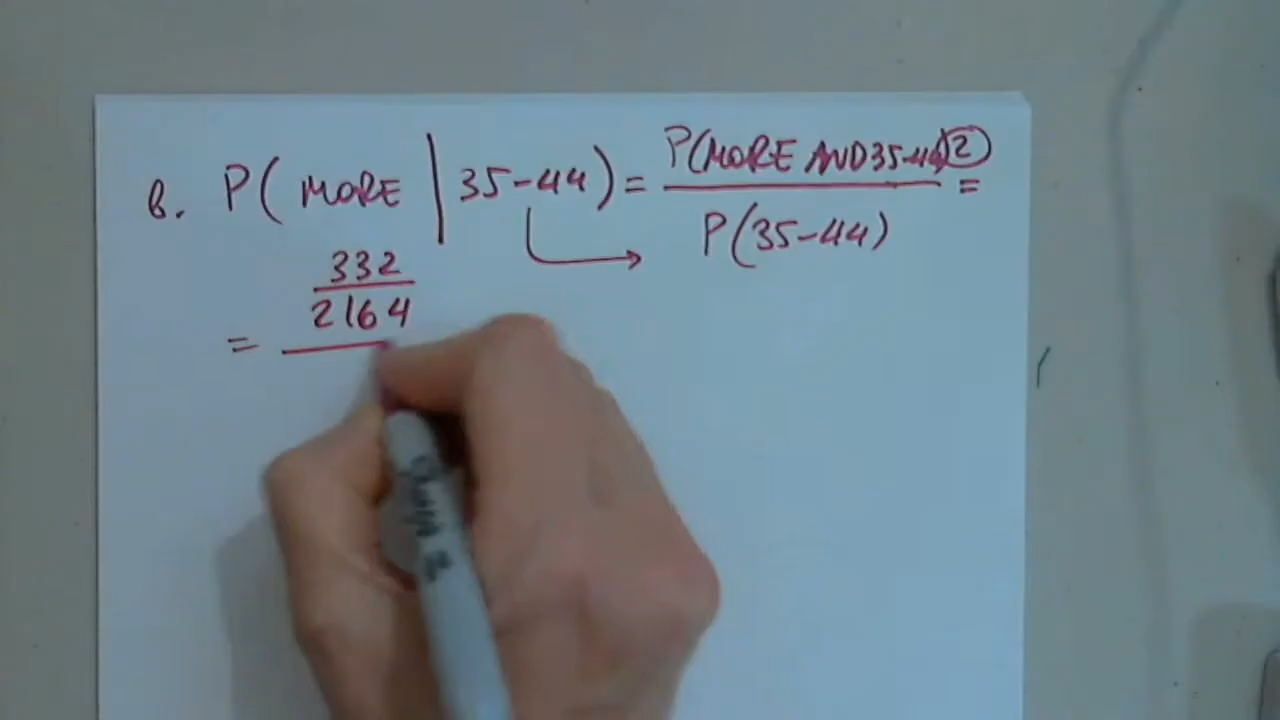 b. P( MORE | 35-44) = P(MORE AND 35-44) ② =
P(35-44)
332
2164
=